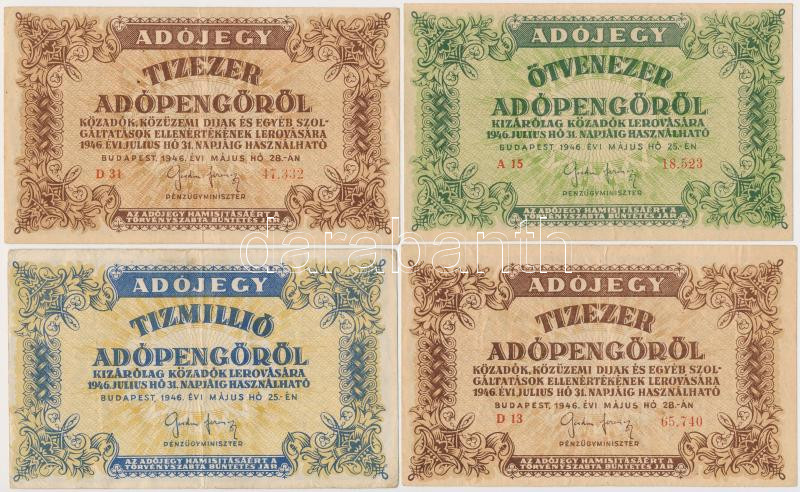 ADÓJEGY
TIZEZER
ADÓPENGŐRŐL
KÖZADÓK, KÖZÜZEMI DIJAK ÉS EGYÉB SZOL-
GÁLTATÁSOK ELLENÉRTÉKÉNEK LEROVÁSÁRA
1946. ÉVI JÚLIUS HÓ 31. NAPJÁIG HASZNÁLHATÓ
BUDAPEST, 1946. ÉVI MÁJUS HÓ 28.-ÁN
D 31 47.332
PÉNZÜGYMINISZTER
AZ ADÓJEGY HAMISÍTÁSÁÉRT A
TÖRVÉNYSZABTA BÜNTETÉS JÁR
ADÓJEGY
ÖTVENEZER
ADÓPENGŐRŐL
KIZÁRÓLAG KÖZADÓK LEROVÁSÁRA
1946. JULIUS HÓ 31. NAPJÁIG HASZNÁLHATÓ
BUDAPEST, 1946. ÉVI MÁJUS HÓ 25.-ÉN
A 15 18.523
PÉNZÜGYMINISZTER
AZ ADÓJEGY HAMISÍTÁSÁÉRT A
TÖRVÉNYSZABTA BÜNTETÉS JÁR
darabanth
ADÓJEGY
TIZMILLIÓ
ADÓPENGŐRŐL
KIZÁRÓLAG KÖZADÓK LEROVÁSÁRA
1946. JULIUS HÓ 31. NAPJÁIG HASZNÁLHATÓ
BUDAPEST, 1946. ÉVI MÁJUS HÓ 25.-ÉN
PÉNZÜGYMINISZTER
AZ ADÓJEGY HAMISÍTÁSÁÉRT A
TÖRVÉNYSZABTA BÜNTETÉS JÁR
ADÓJEGY
TIZEZER
ADÓPENGŐRŐL
KÖZADÓK, KÖZÜZEMI DIJAK ÉS EGYÉB SZOL-
GÁLTATÁSOK ELLENÉRTÉKÉNEK LEROVÁSÁRA
1946. ÉVI JÚLIUS HÓ 31. NAPJÁIG HASZNÁLHATÓ
BUDAPEST, 1946. ÉVI MÁJUS HÓ 28.-ÁN
D 13 65.740
PÉNZÜGYMINISZTER
AZ ADÓJEGY HAMISÍTÁSÁÉRT A
TÖRVÉNYSZABTA BÜNTETÉS JÁR